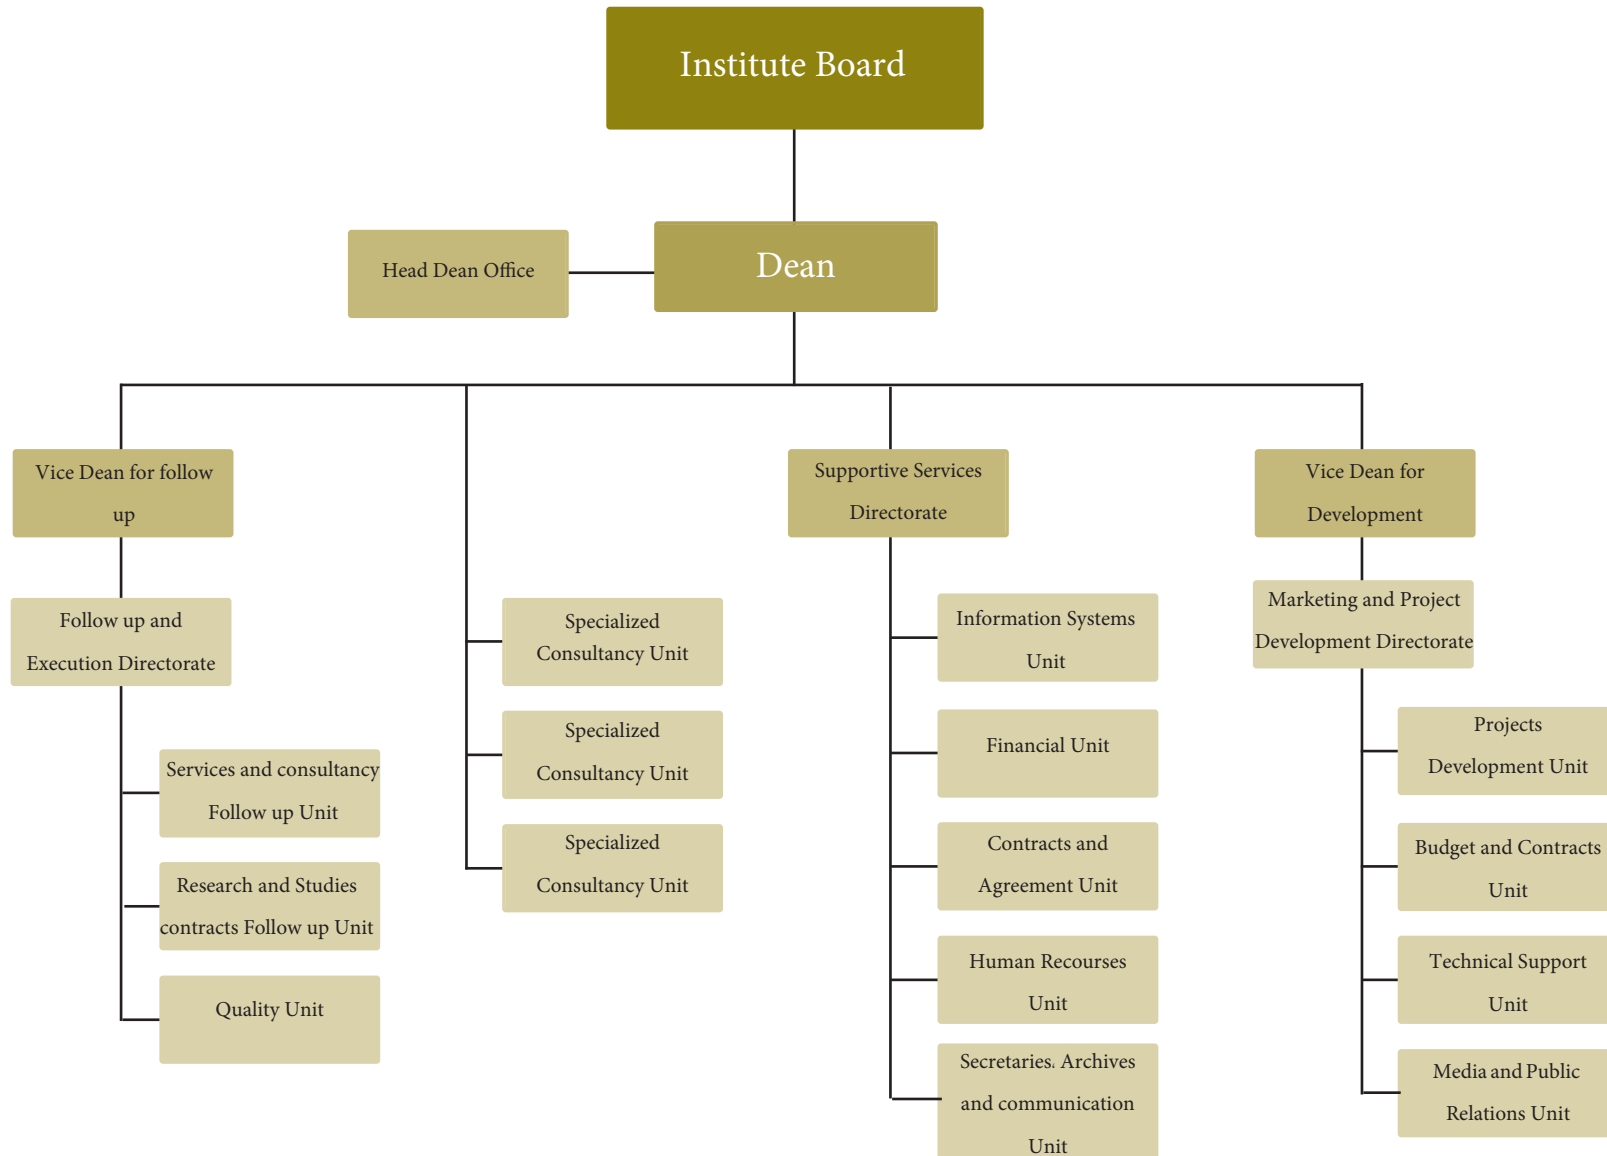 Institute Board
Head Dean Office
Dean
Vice Dean for follow
up
Supportive Services
Directorate
Vice Dean for
Development
Follow up and
Execution Directorate
Services and consultancy
Follow up Unit
Research and Studies
contracts Follow up Unit
Quality Unit
Specialized
Consultancy Unit
Specialized
Consultancy Unit
Specialized
Consultancy Unit
Information Systems
Unit
Financial Unit
Contracts and
Agreement Unit
Human Recourses
Unit
Secretaries. Archives
and communication
Unit
Marketing and Project
Development Directorate
Projects
Development Unit
Budget and Contracts
Unit
Technical Support
Unit
Media and Public
Relations Unit